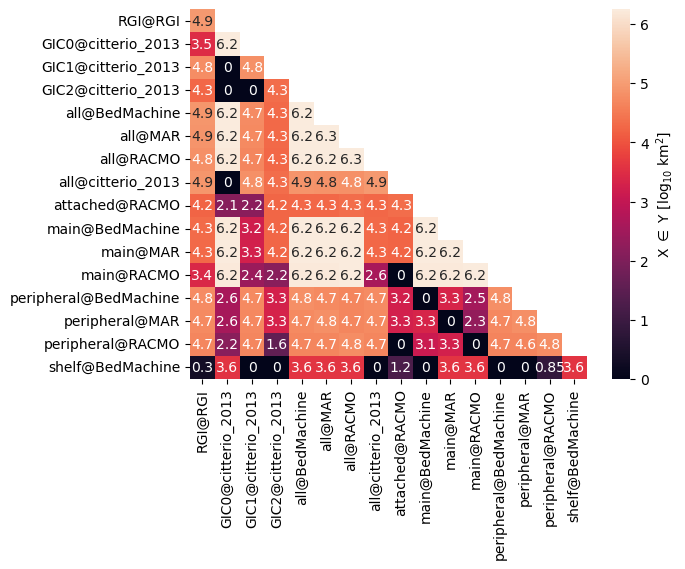 RGI@RGI 4.9
GIC0@citterio_2013 3.5 6.2
GIC1@citterio_2013 4.8 0 4.8
GIC2@citterio_2013 4.3 0 0 4.3
all@BedMachine 4.9 6.2 4.7 4.3 6.2
all@MAR 4.9 6.2 4.7 4.3 6.2 6.3
all@RACMO 4.8 6.2 4.7 4.3 6.2 6.2 6.3
all@citterio_2013 4.9 0 4.8 4.3 4.9 4.8 4.8 4.9
attached@RACMO 4.2 2.1 2.2 4.2 4.3 4.3 4.3 4.3 4.3
main@BedMachine 4.3 6.2 3.2 4.2 6.2 6.2 6.2 4.3 4.2 6.2
main@MAR 4.3 6.2 3.3 4.2 6.2 6.2 6.2 4.3 4.2 6.2 6.2
main@RACMO 3.4 6.2 2.4 2.2 6.2 6.2 6.2 2.6 0 6.2 6.2 6.2
peripheral@BedMachine 4.8 2.6 4.7 3.3 4.8 4.7 4.7 4.7 3.2 0 3.3 2.5 4.8
peripheral@MAR 4.7 2.6 4.7 3.3 4.7 4.8 4.7 4.7 3.3 3.3 0 2.3 4.7 4.8
peripheral@RACMO 4.7 2.2 4.7 1.6 4.7 4.7 4.8 4.7 0 3.1 3.3 0 4.7 4.6 4.8
shelf@BedMachine 0.3 3.6 0 0 3.6 3.6 3.6 0 1.2 0 3.6 3.6 0 0 0.85 3.6
RGI@RGI
GIC0@citterio_2013
GIC1@citterio_2013
GIC2@citterio_2013
all@BedMachine
all@MAR
all@RACMO
all@citterio_2013
attached@RACMO
main@BedMachine
main@MAR
main@RACMO
peripheral@BedMachine
peripheral@MAR
peripheral@RACMO
shelf@BedMachine
6
5
4
3
2
1
0
X ∈ Y [log₁₀ km²]